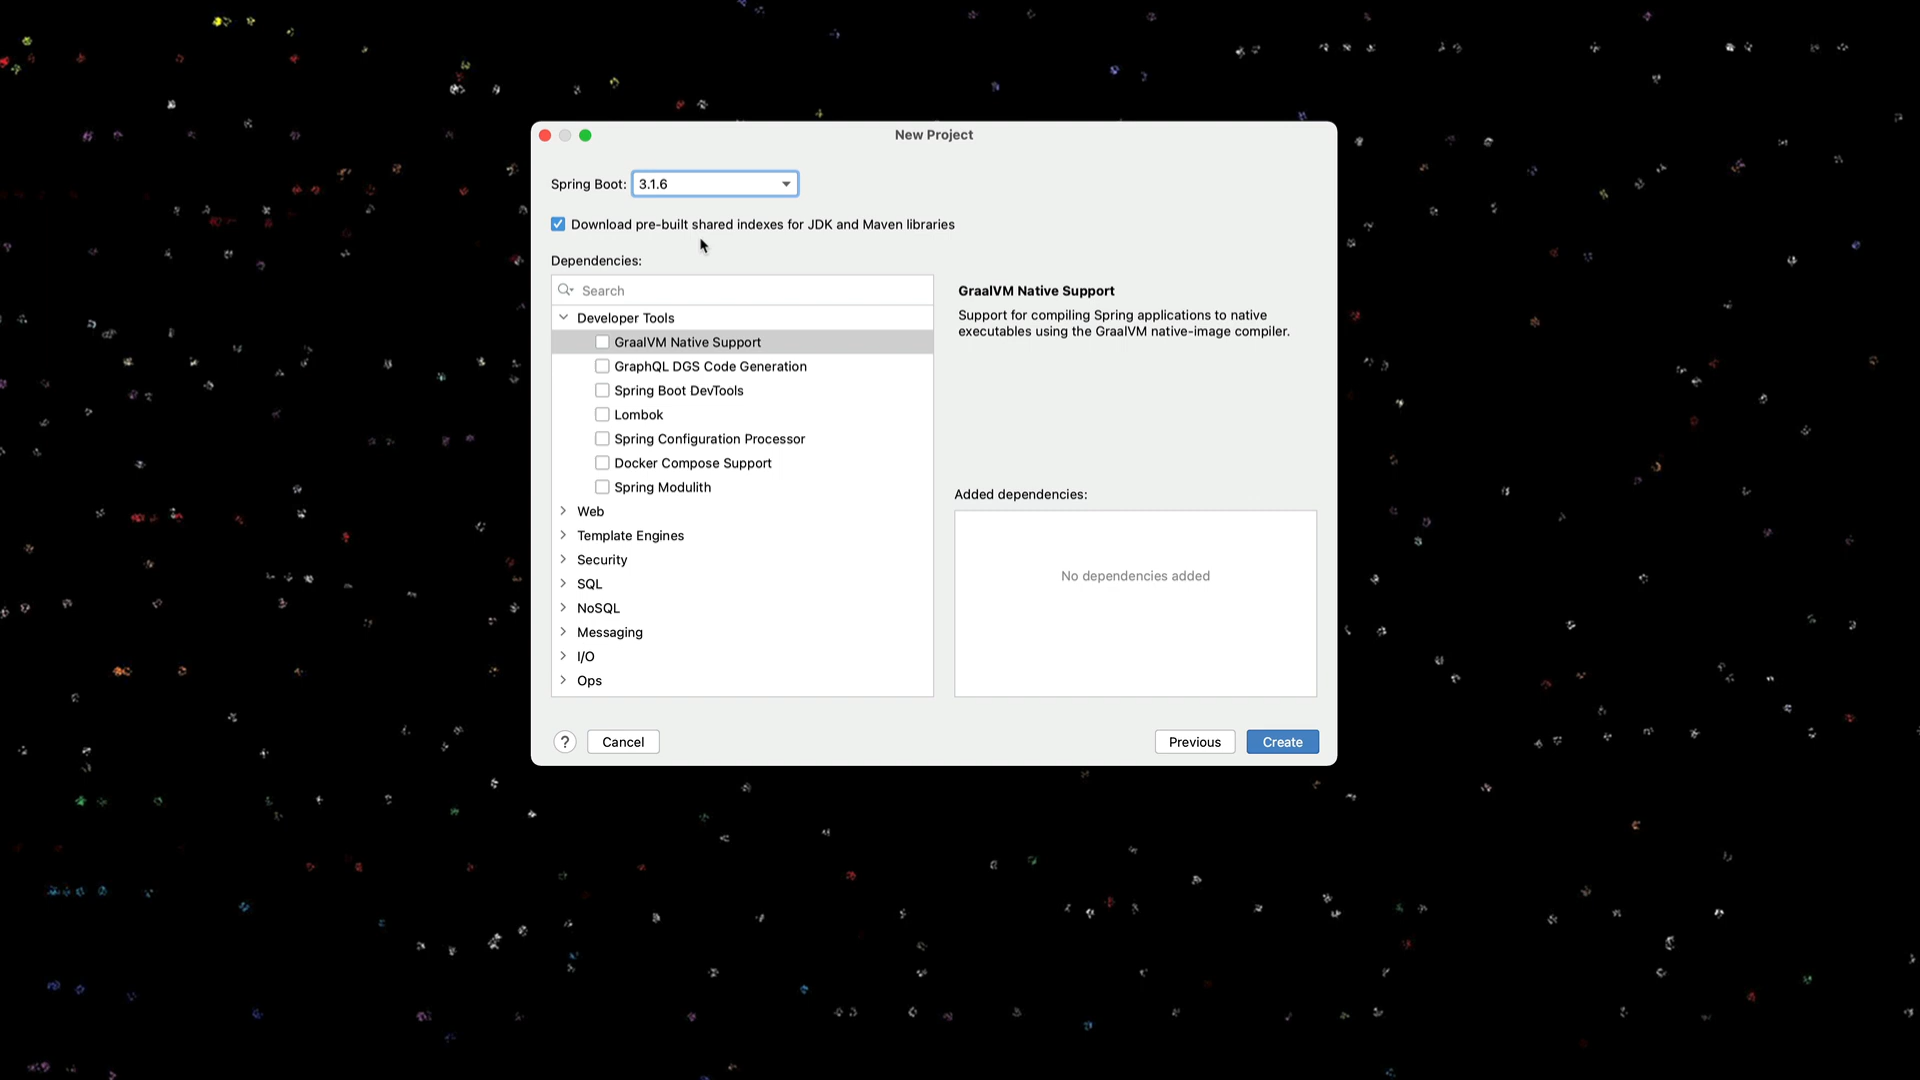 New Project
Spring Boot: 3.1.6
Download pre-built shared indexes for JDK and Maven libraries
Dependencies:
Search
Developer Tools
GraalVM Native Support
GraphQL DGS Code Generation
Spring Boot DevTools
Lombok
Spring Configuration Processor
Docker Compose Support
Spring Modulith
Web
Template Engines
Security
SQL
NoSQL
Messaging
I/O
Ops
GraalVM Native Support
Support for compiling Spring applications to native
executables using the GraalVM native-image compiler.
Added dependencies:
No dependencies added
? Cancel Previous Create